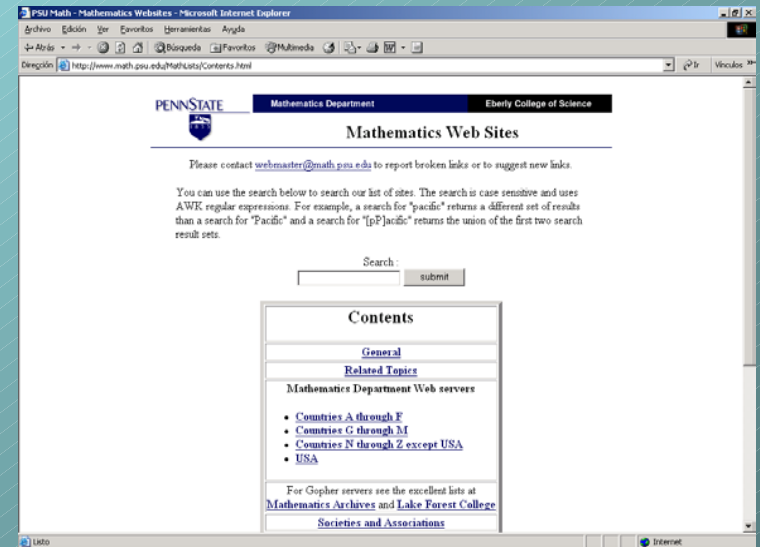 PSU Math - Mathematics Websites - Microsoft Internet Explorer
Archivo Edición Ver Favoritos Herramientas Ayuda
Atrás Búsqueda Favoritos Multimedia
Dirección http://www.math.psu.edu/MathLists/Contents.html Ir Vínculos »
PENNSTATE Mathematics Department Eberly College of Science
1855
Mathematics Web Sites
Please contact webmaster@math.psu.edu to report broken links or to suggest new links.
You can use the search below to search our list of sites. The search is case sensitive and uses
AWK regular expressions. For example, a search for "pacific" returns a different set of results
than a search for "Pacific" and a search for "[pP]acific" returns the union of the first two search
result sets.
Search :
submit
Contents
General
Related Topics
Mathematics Department Web servers
• Countries A through F
• Countries G through M
• Countries N through Z except USA
• USA
For Gopher servers see the excellent lists at
Mathematics Archives and Lake Forest College
Societies and Associations
Listo Internet